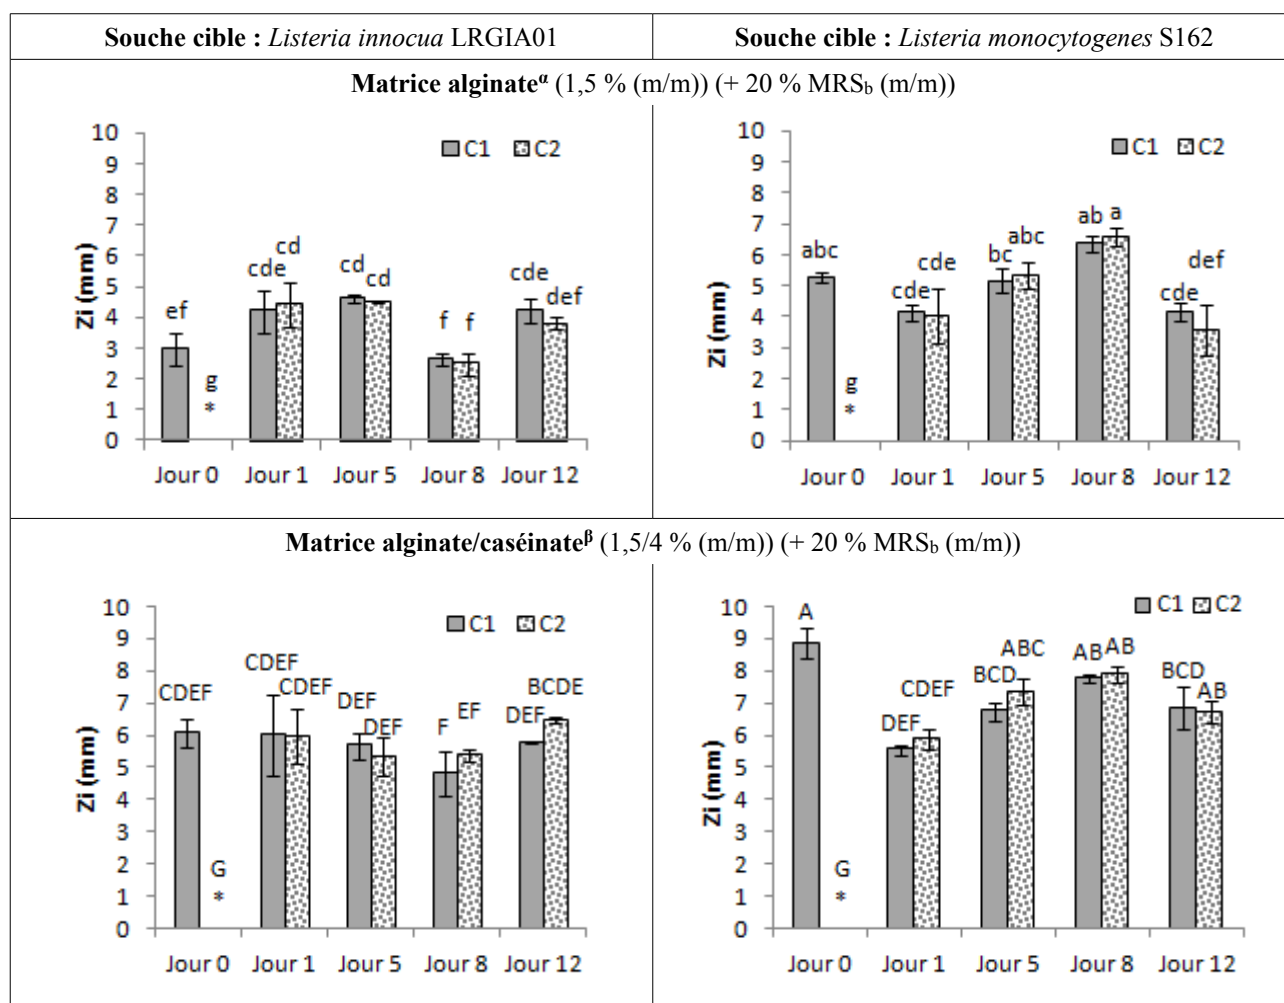 Souche cible : Listeria innocua LRGIA01
Souche cible : Listeria monocytogenes S162
Matrice alginateᵅ (1,5 % (m/m)) (+ 20 % MRSb (m/m))
C1 C2
Zi (mm)
10
9
8
7
6
5
4
3
2
1
0
ef
g
*
cde
cd
cd
cd
f
f
cde
def
Jour 0 Jour 1 Jour 5 Jour 8 Jour 12
C1 C2
Zi (mm)
10
9
8
7
6
5
4
3
2
1
0
abc
g
*
cde
cde
bc
abc
ab
a
cde
def
Jour 0 Jour 1 Jour 5 Jour 8 Jour 12
Matrice alginate/caséinateᵝ (1,5/4 % (m/m)) (+ 20 % MRSb (m/m))
C1 C2
Zi (mm)
10
9
8
7
6
5
4
3
2
1
0
CDEF
G
*
CDEF
CDEF
DEF
DEF
F
EF
DEF
BCDE
Jour 0 Jour 1 Jour 5 Jour 8 Jour 12
C1 C2
Zi (mm)
10
9
8
7
6
5
4
3
2
1
0
A
G
*
DEF
CDEF
BCD
ABC
AB
AB
BCD
AB
Jour 0 Jour 1 Jour 5 Jour 8 Jour 12